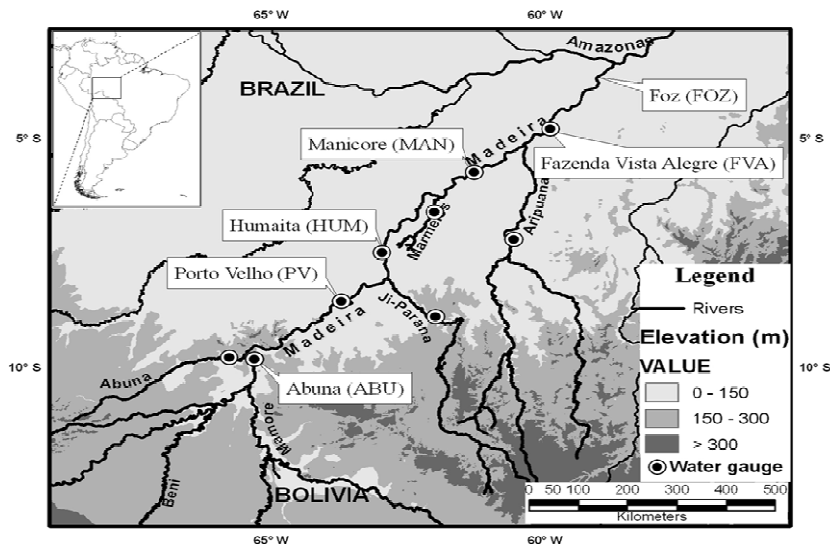 65° W
60° W
Amazonas
BRAZIL
Foz (FOZ)
5° S
5° S
Manicore (MAN)
Madeira
Fazenda Vista Alegre (FVA)
Aripuana
Humaita (HUM)
Marmelos
Porto Velho (PV)
Legend
Ji-Parana
Rivers
Madeira
Elevation (m)
10° S
10° S
VALUE
Abuna
Abuna (ABU)
0 - 150
150 - 300
Mamore
> 300
Water gauge
Beni
BOLIVIA
0 50 100 200 300 400 500
Kilometers
65° W
60° W